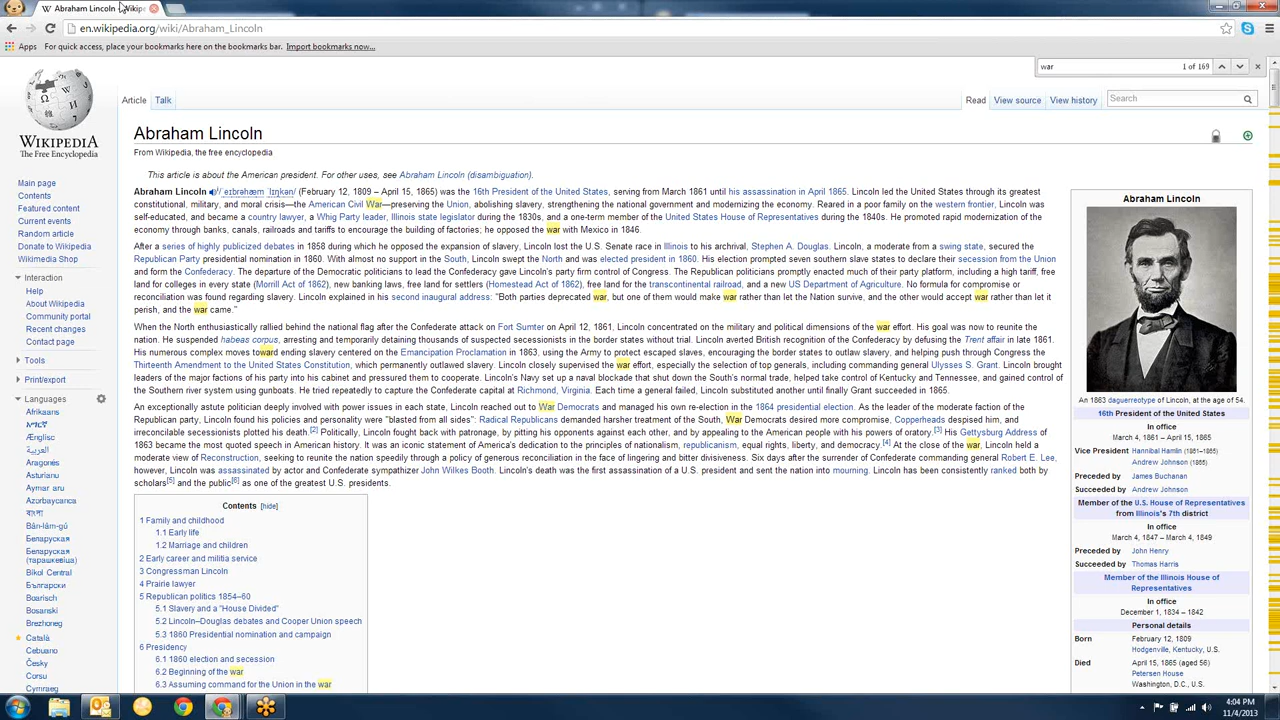 Abraham Lincoln - Wikip
en.wikipedia.org/wiki/Abraham_Lincoln
Apps For quick access, place your bookmarks here on the bookmarks bar. Import bookmarks now...
war 1 of 169
WIKIPEDIA
The Free Encyclopedia
Main page
Contents
Featured content
Current events
Random article
Donate to Wikipedia
Wikimedia Shop
Interaction
Help
About Wikipedia
Community portal
Recent changes
Contact page
Tools
Print/export
Languages
Afrikaans
አማርኛ
Ænglisc
العربية
Aragonés
Asturianu
Aymar aru
Azərbaycanca
বাংলা
Bân-lâm-gú
Беларуская
Беларуская
(тарашкевіца)
Bikol Central
Български
Boarisch
Bosanski
Brezhoneg
Català
Cebuano
Česky
Corsu
Cymraeg
Article Talk Read View source View history Search
Abraham Lincoln
From Wikipedia, the free encyclopedia
This article is about the American president. For other uses, see Abraham Lincoln (disambiguation).
Abraham Lincoln /ˈeɪbrəhæm ˈlɪŋkən/ (February 12, 1809 – April 15, 1865) was the 16th President of the United States, serving from March 1861 until his assassination in April 1865. Lincoln led the United States through its greatest
constitutional, military, and moral crisis—the American Civil War—preserving the Union, abolishing slavery, strengthening the national government and modernizing the economy. Reared in a poor family on the western frontier, Lincoln was
self-educated, and became a country lawyer, a Whig Party leader, Illinois state legislator during the 1830s, and a one-term member of the United States House of Representatives during the 1840s. He promoted rapid modernization of the
economy through banks, canals, railroads and tariffs to encourage the building of factories; he opposed the war with Mexico in 1846.
After a series of highly publicized debates in 1858 during which he opposed the expansion of slavery, Lincoln lost the U.S. Senate race in Illinois to his archrival, Stephen A. Douglas. Lincoln, a moderate from a swing state, secured the
Republican Party presidential nomination in 1860. With almost no support in the South, Lincoln swept the North and was elected president in 1860. His election prompted seven southern slave states to declare their secession from the Union
and form the Confederacy. The departure of the Democratic politicians to lead the Confederacy gave Lincoln's party firm control of Congress. The Republican politicians promptly enacted much of their party platform, including a high tariff, free
land for colleges in every state (Morrill Act of 1862), new banking laws, free land for settlers (Homestead Act of 1862), free land for the transcontinental railroad, and a new US Department of Agriculture. No formula for compromise or
reconciliation was found regarding slavery. Lincoln explained in his second inaugural address: "Both parties deprecated war, but one of them would make war rather than let the Nation survive, and the other would accept war rather than let it
perish, and the war came."
When the North enthusiastically rallied behind the national flag after the Confederate attack on Fort Sumter on April 12, 1861, Lincoln concentrated on the military and political dimensions of the war effort. His goal was now to reunite the
nation. He suspended habeas corpus, arresting and temporarily detaining thousands of suspected secessionists in the border states without trial. Lincoln averted British recognition of the Confederacy by defusing the Trent affair in late 1861.
His numerous complex moves toward ending slavery centered on the Emancipation Proclamation in 1863, using the Army to protect escaped slaves, encouraging the border states to outlaw slavery, and helping push through Congress the
Thirteenth Amendment to the United States Constitution, which permanently outlawed slavery. Lincoln closely supervised the war effort, especially the selection of top generals, including commanding general Ulysses S. Grant. Lincoln brought
leaders of the major factions of his party into his cabinet and pressured them to cooperate. Lincoln's Navy set up a naval blockade that shut down the South's normal trade, helped take control of Kentucky and Tennessee, and gained control of
the Southern river system using gunboats. He tried repeatedly to capture the Confederate capital at Richmond, Virginia. Each time a general failed, Lincoln substituted another until finally Grant succeeded in 1865.
An exceptionally astute politician deeply involved with power issues in each state, Lincoln reached out to War Democrats and managed his own re-election in the 1864 presidential election. As the leader of the moderate faction of the
Republican party, Lincoln found his policies and personality were "blasted from all sides": Radical Republicans demanded harsher treatment of the South, War Democrats desired more compromise, Copperheads despised him, and
irreconcilable secessionists plotted his death.[2] Politically, Lincoln fought back with patronage, by pitting his opponents against each other, and by appealing to the American people with his powers of oratory.[3] His Gettysburg Address of
1863 became the most quoted speech in American history. It was an iconic statement of America's dedication to the principles of nationalism, republicanism, equal rights, liberty, and democracy.[4] At the close of the war, Lincoln held a
moderate view of Reconstruction, seeking to reunite the nation speedily through a policy of generous reconciliation in the face of lingering and bitter divisiveness. Six days after the surrender of Confederate commanding general Robert E. Lee,
however, Lincoln was assassinated by actor and Confederate sympathizer John Wilkes Booth. Lincoln's death was the first assassination of a U.S. president and sent the nation into mourning. Lincoln has been consistently ranked both by
scholars[5] and the public[6] as one of the greatest U.S. presidents.
Contents [hide]
1 Family and childhood
1.1 Early life
1.2 Marriage and children
2 Early career and militia service
3 Congressman Lincoln
4 Prairie lawyer
5 Republican politics 1854–60
5.1 Slavery and a "House Divided"
5.2 Lincoln–Douglas debates and Cooper Union speech
5.3 1860 Presidential nomination and campaign
6 Presidency
6.1 1860 election and secession
6.2 Beginning of the war
6.3 Assuming command for the Union in the war
Abraham Lincoln
An 1863 daguerreotype of Lincoln, at the age of 54.
16th President of the United States
In office
March 4, 1861 – April 15, 1865
Vice President Hannibal Hamlin (1861–1865)
Andrew Johnson (1865)
Preceded by James Buchanan
Succeeded by Andrew Johnson
Member of the U.S. House of Representatives
from Illinois's 7th district
In office
March 4, 1847 – March 4, 1849
Preceded by John Henry
Succeeded by Thomas Harris
Member of the Illinois House of
Representatives
In office
December 1, 1834 – 1842
Personal details
Born February 12, 1809
Hodgenville, Kentucky, U.S.
Died April 15, 1865 (aged 56)
Petersen House
Washington, D.C., U.S.
4:04 PM
11/4/2013